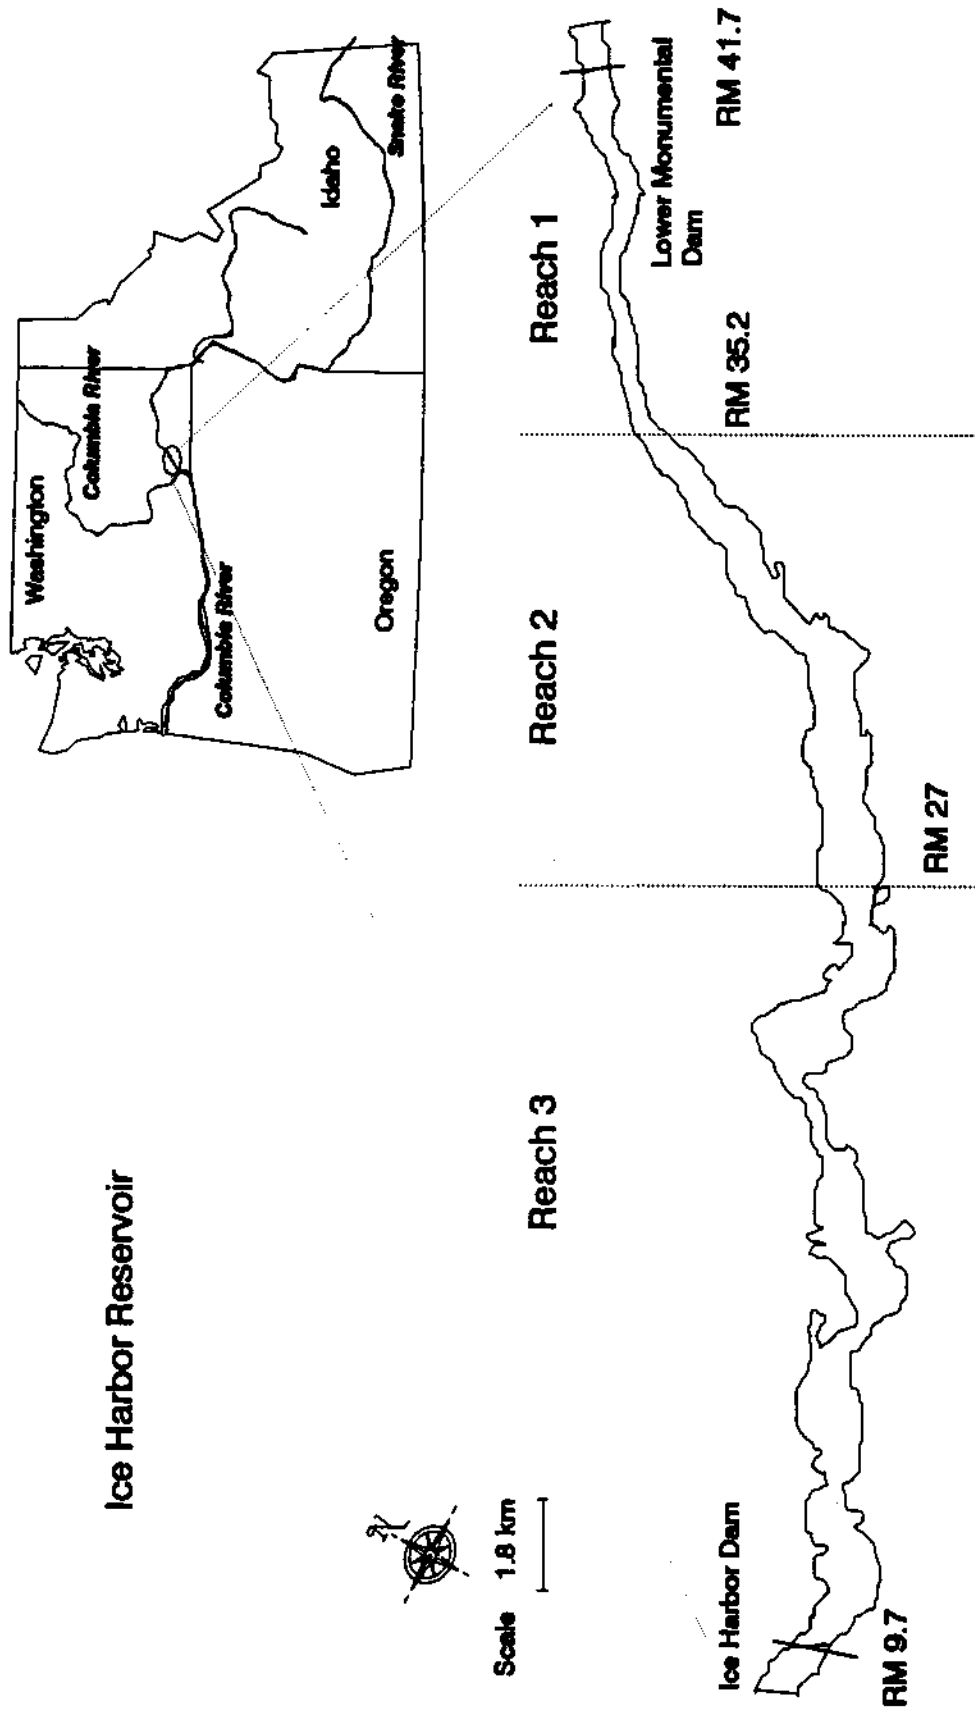 Ice Harbor Reservoir
Washington
Columbia River
Columbia River
Oregon
Idaho
Snake River
Scale 1.8 km
Reach 3
Reach 2
Reach 1
Ice Harbor Dam
RM 9.7
RM 27
RM 35.2
Lower Monumental
Dam
RM 41.7